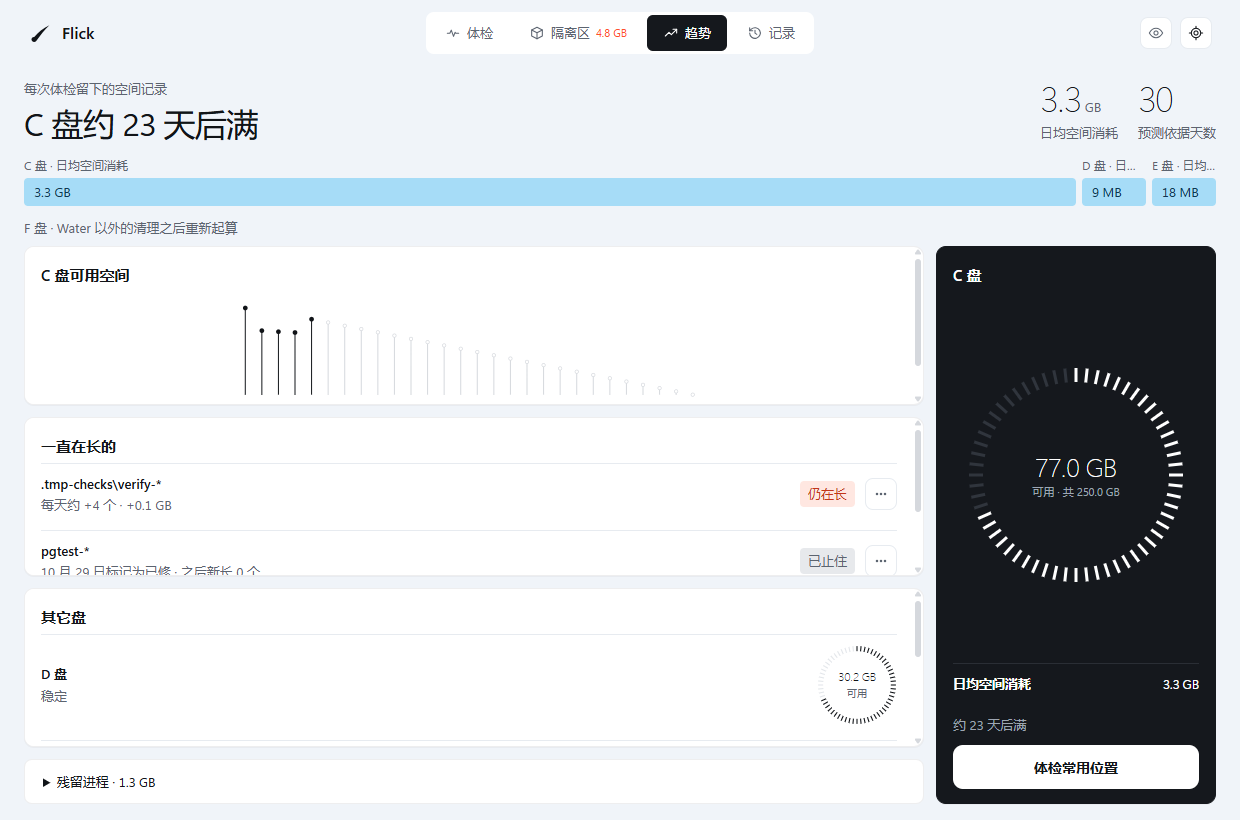 Flick
体检
隔离区 4.8 GB
趋势
记录
每次体检留下的空间记录
C 盘约 23 天后满
3.3 GB
日均空间消耗
30
预测依据天数
C 盘 · 日均空间消耗
D 盘 · 日...
E 盘 · 日均...
3.3 GB
9 MB
18 MB
F 盘 · Water 以外的清理之后重新起算
C 盘可用空间
一直在长的
.tmp-checks\verify-*
每天约 +4 个 · +0.1 GB
仍在长
pgtest-*
10 月 29 日标记为已修 · 之后新长 0 个
已止住
其它盘
D 盘
稳定
30.2 GB
可用
残留进程 · 1.3 GB
C 盘
77.0 GB
可用 · 共 250.0 GB
日均空间消耗
3.3 GB
约 23 天后满
体检常用位置